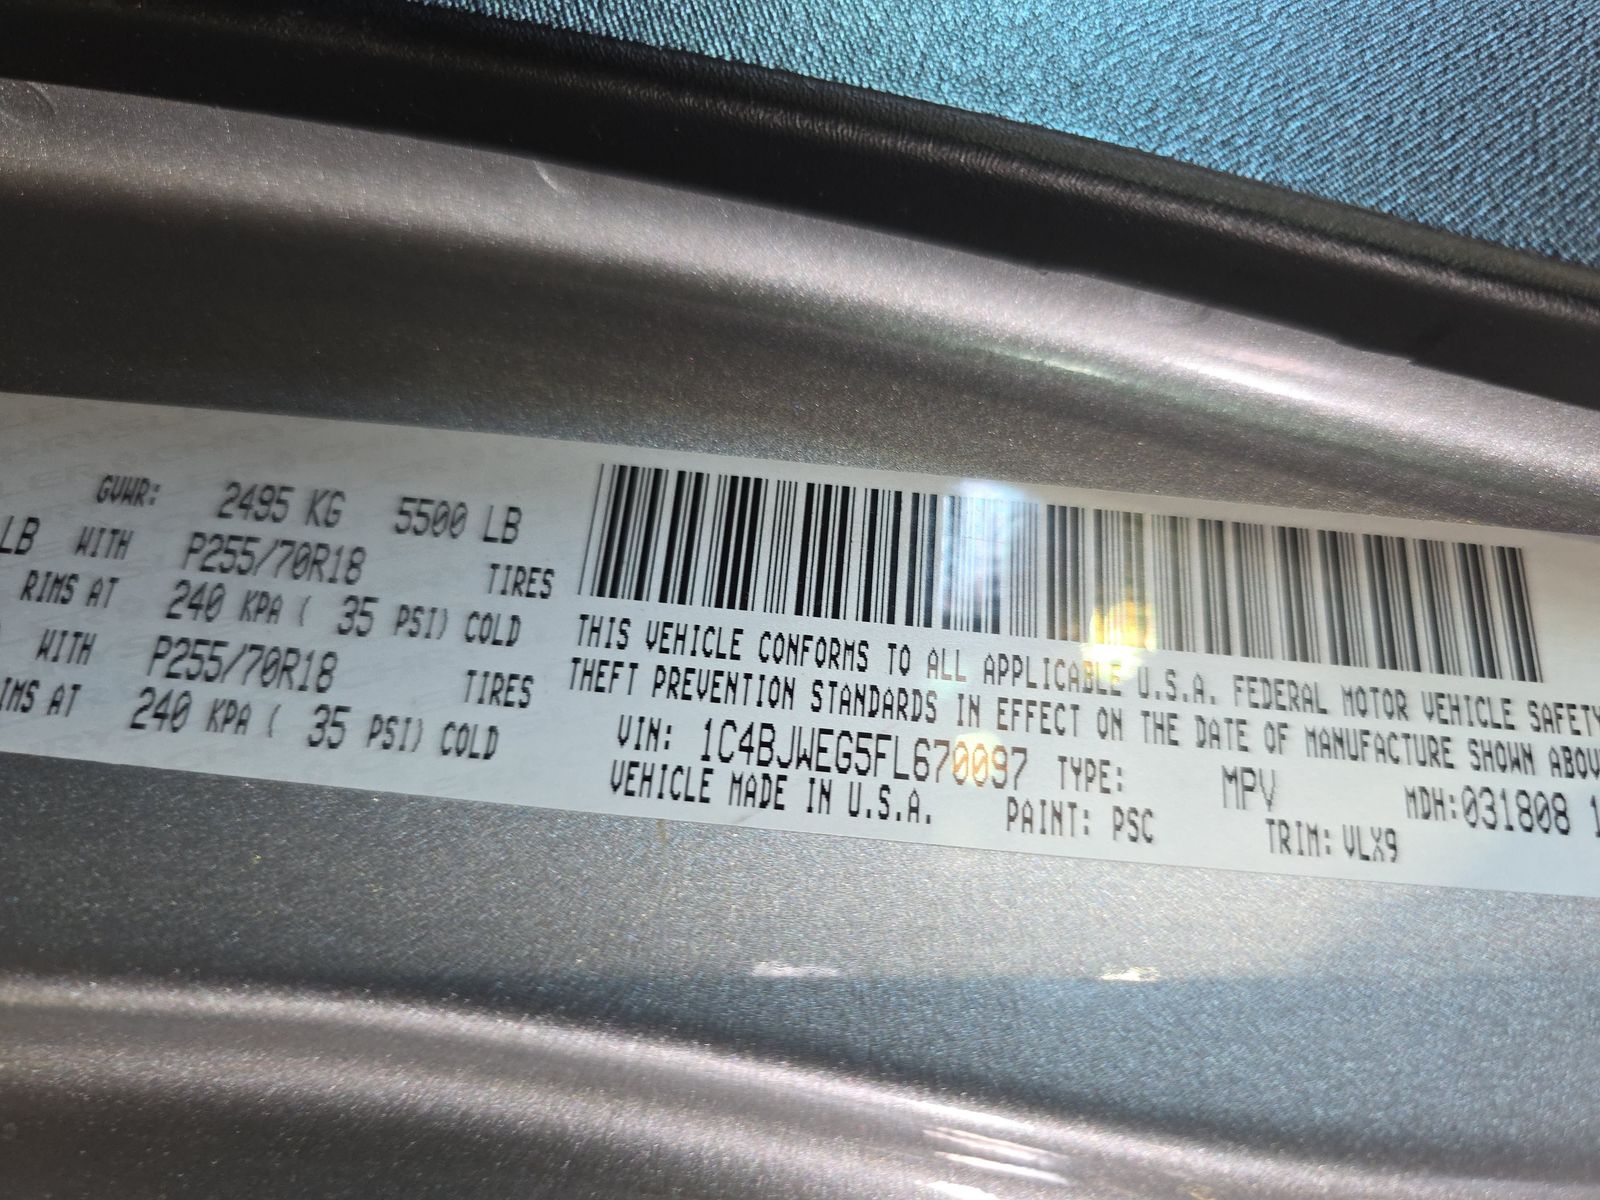 GVWR: 2495 KG 5500 LB
LB WITH P255/70R18 TIRES
RIMS AT 240 KPA ( 35 PSI) COLD
WITH P255/70R18 TIRES
IMS AT 240 KPA ( 35 PSI) COLD
THIS VEHICLE CONFORMS TO ALL APPLICABLE U.S.A. FEDERAL MOTOR VEHICLE SAFETY
THEFT PREVENTION STANDARDS IN EFFECT ON THE DATE OF MANUFACTURE SHOWN ABOV
VIN: 1C4BJWEG5FL670097 TYPE: MPV MDH:031808 1
VEHICLE MADE IN U.S.A. PAINT: PSC TRIM: VLX9